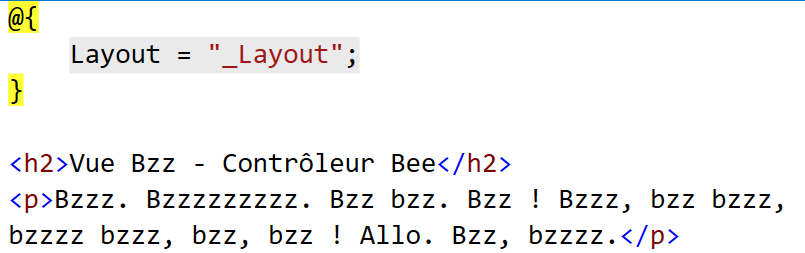 @{
    Layout = "_Layout";
}
<h2>Vue Bzz - Contrôleur Bee</h2>
<p>Bzzz. Bzzzzzzzzz. Bzz bzz. Bzz ! Bzzz, bzz bzzz,
bzzzz bzzz, bzz, bzz ! Allo. Bzz, bzzzz.</p>